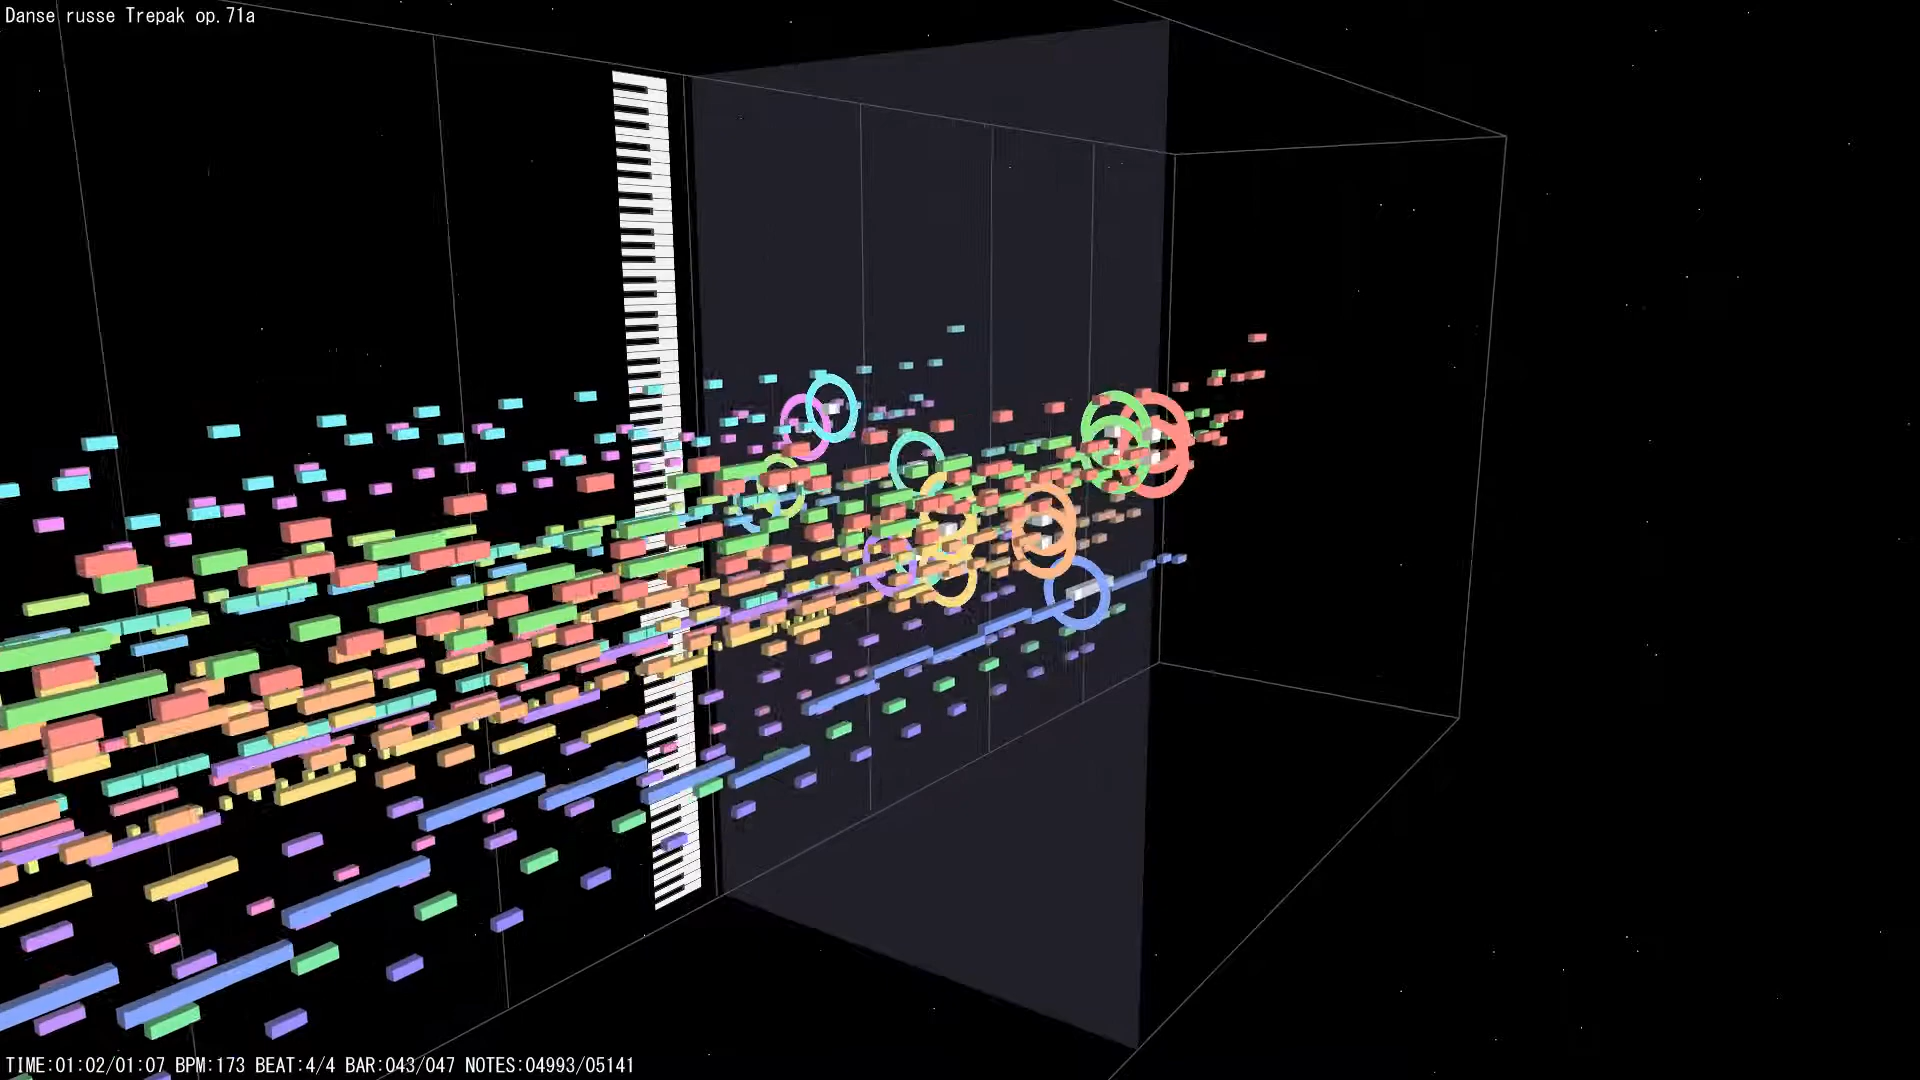 Danse russe Trepak op.71a
TIME:01:02/01:07 BPM:173 BEAT:4/4 BAR:043/047 NOTES:04993/05141